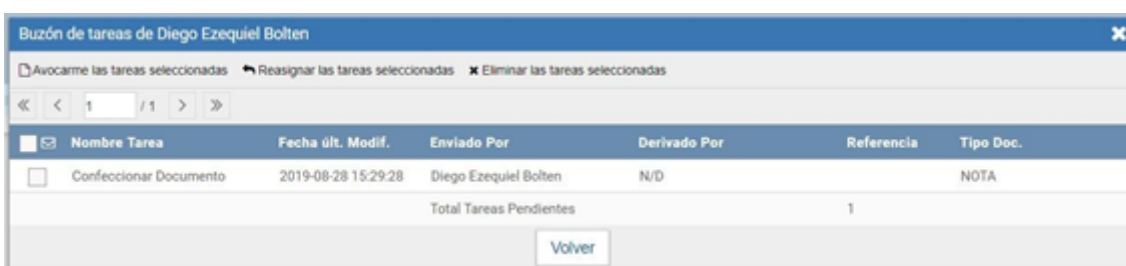 Buzón de tareas de Diego Ezequiel Bolten
Avocarme las tareas seleccionadas Reasignar las tareas seleccionadas Eliminar las tareas seleccionadas
1 / 1
Nombre Tarea Fecha últ. Modif. Enviado Por Derivado Por Referencia Tipo Doc.
Confeccionar Documento 2019-08-28 15:29:28 Diego Ezequiel Bolten N/D NOTA
Total Tareas Pendientes 1
Volver